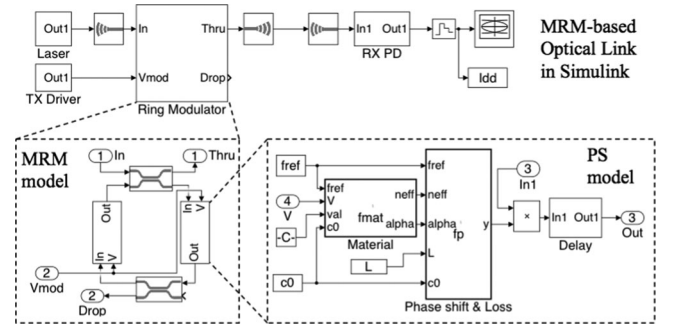 Out1
In
Thru
In1 Out1
Laser
RX PD
MRM-based
Optical Link
in Simulink
Out1
Vmod
Drop
Idd
TX Driver
Ring Modulator
MRM
model
1 In
1 Thru
Out
In
V
In
V
Out
2
Vmod
2
Drop
fref
fref
V
val
c0
4
V
-C-
fmat
neff
alpha
Material
L
c0
fref
neff
alpha
fp
L
c0
y
Phase shift & Loss
3
In1
PS
model
×
In1 Out1
Delay
3
Out